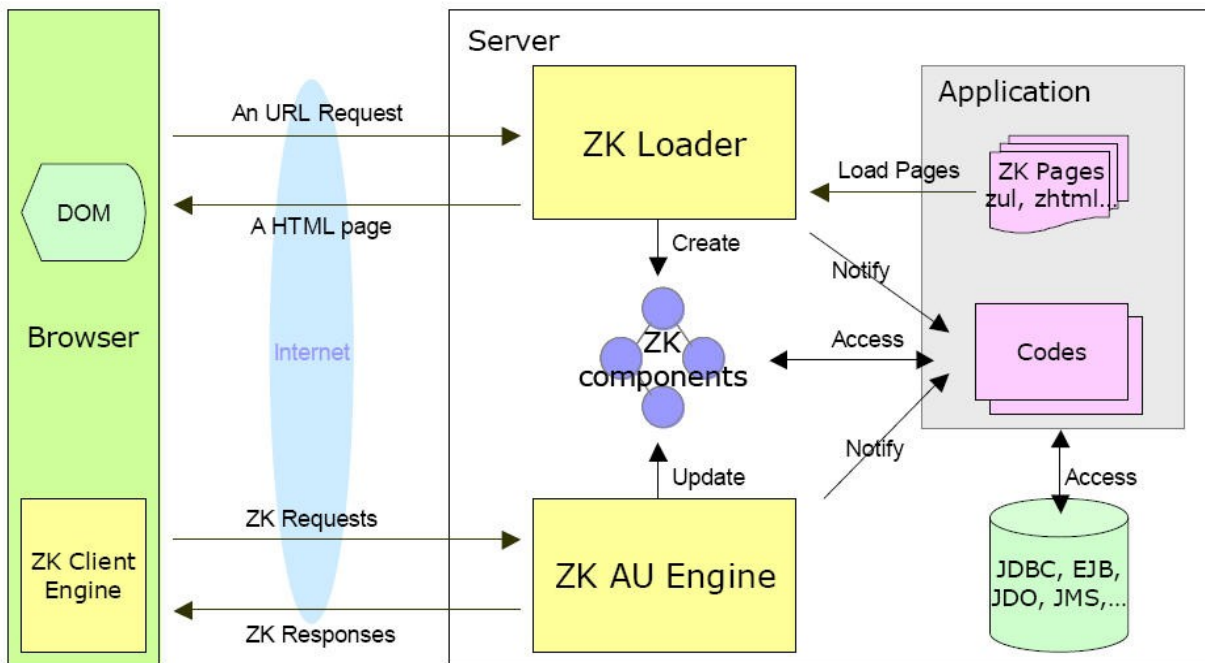 Server
Application
An URL Request
ZK Loader
Load Pages
ZK Pages
zul, zhtml...
DOM
A HTML page
Create
Notify
Browser
Internet
ZK
components
Access
Codes
Notify
Update
Access
ZK Requests
ZK Client
Engine
ZK AU Engine
JDBC, EJB,
JDO, JMS,...
ZK Responses